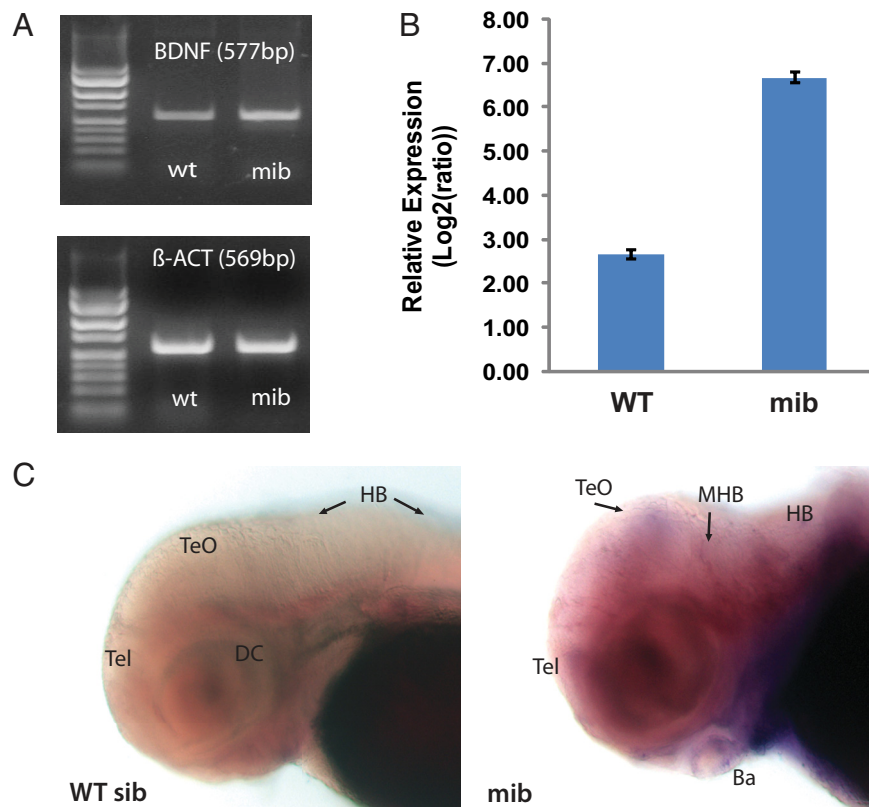 A
BDNF (577bp)
wt mib
ß-ACT (569bp)
wt mib
B
Relative Expression
(Log2(ratio))
8.00
7.00
6.00
5.00
4.00
3.00
2.00
1.00
0.00
WT mib
C
HB
TeO
Tel
DC
WT sib
TeO
MHB
HB
Tel
Ba
mib